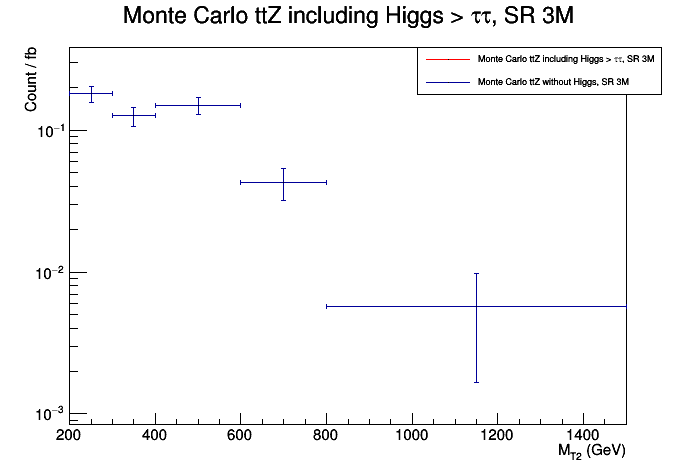 Monte Carlo ttZ including Higgs > ττ, SR 3M
Count / fb
Monte Carlo ttZ including Higgs > ττ, SR 3M
Monte Carlo ttZ without Higgs, SR 3M
10⁻¹
10⁻²
10⁻³
200 400 600 800 1000 1200 1400
M_T2 (GeV)